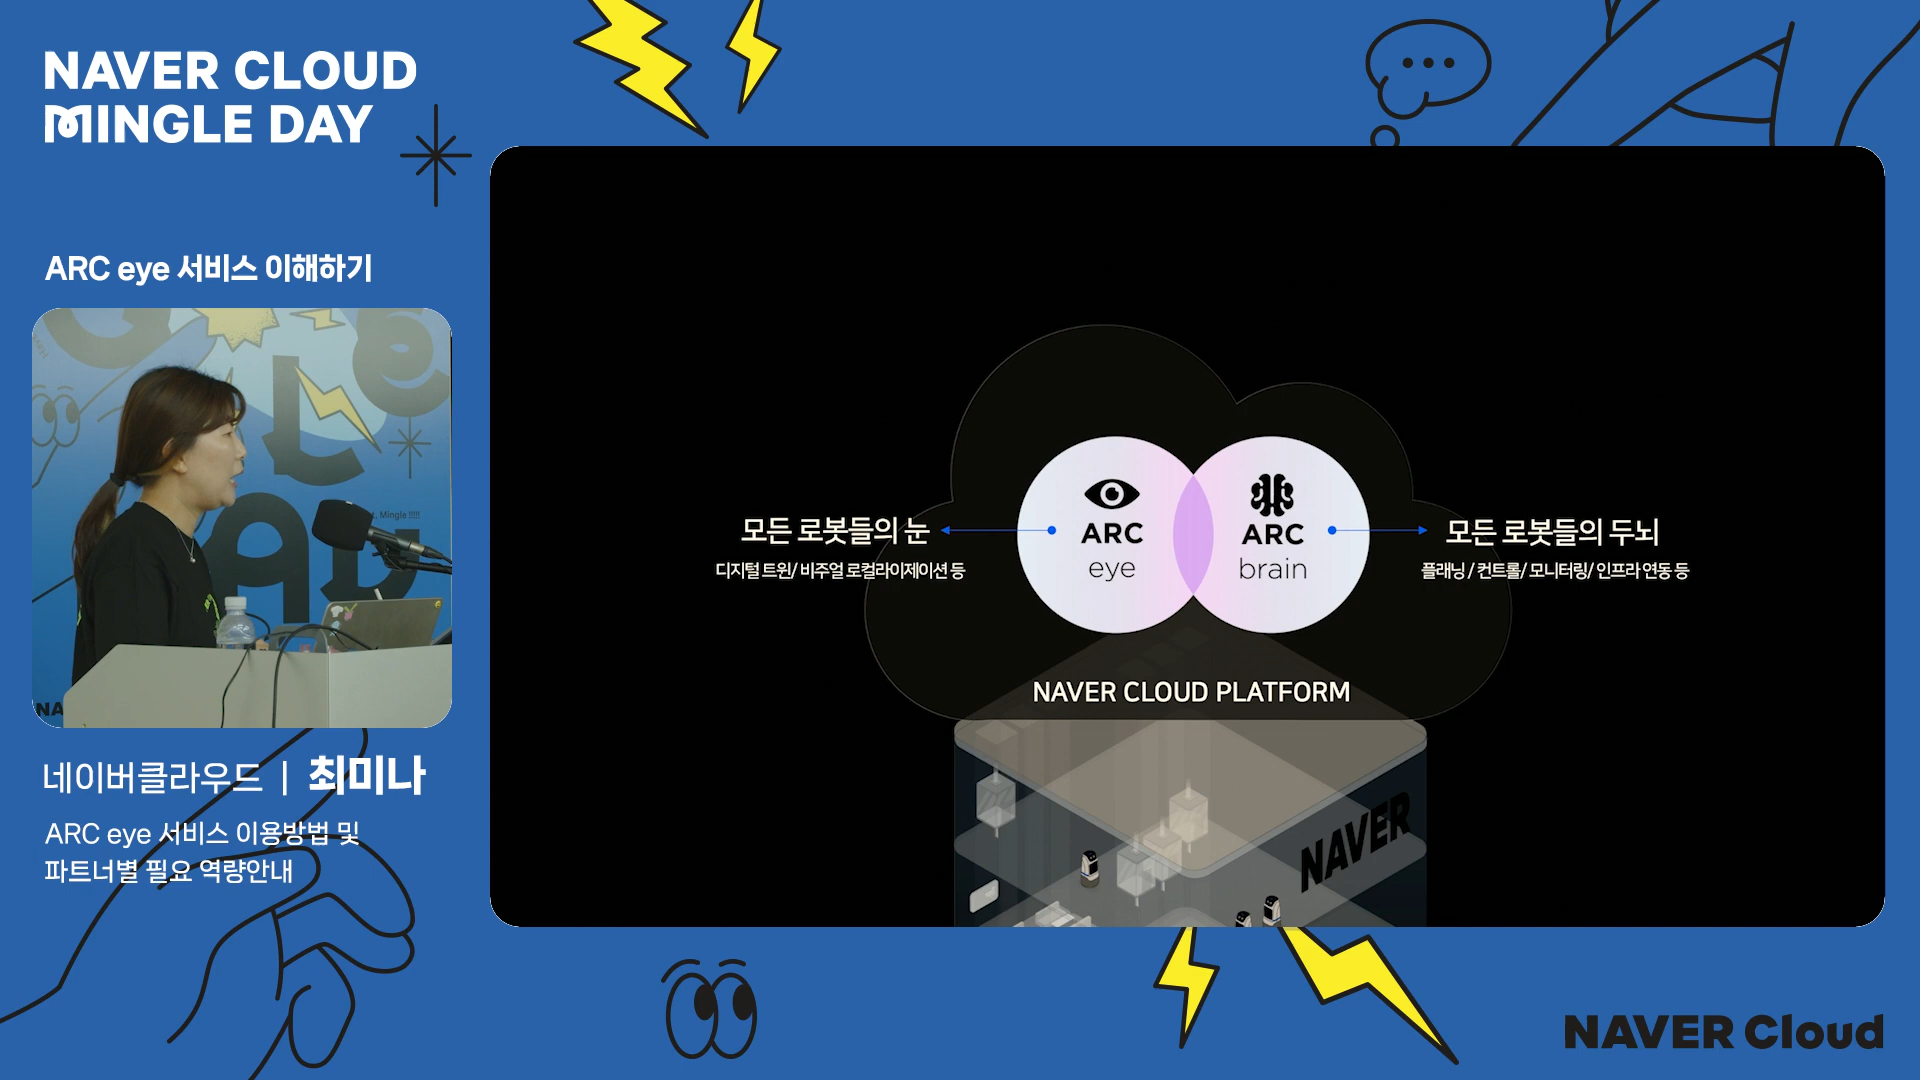 NAVER CLOUD
MINGLE DAY
ARC eye 서비스 이해하기
, Mingle !!!!!
NA
네이버클라우드 | 최미나
ARC eye 서비스 이용방법 및
파트너별 필요 역량안내
모든 로봇들의 눈
디지털 트윈/ 비주얼 로컬라이제이션 등
ARC
eye
ARC
brain
모든 로봇들의 두뇌
플래닝 / 컨트롤/ 모니터링/ 인프라 연동 등
NAVER CLOUD PLATFORM
NAVER
NAVER Cloud